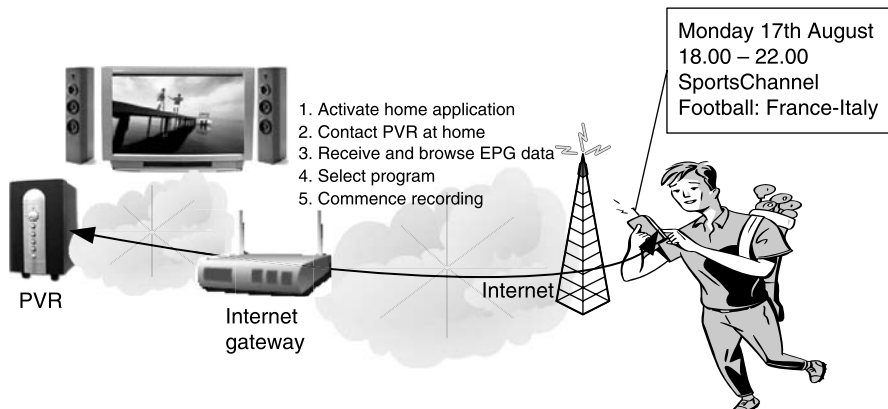 Monday 17th August
18.00 – 22.00
SportsChannel
Football: France-Italy
1. Activate home application
2. Contact PVR at home
3. Receive and browse EPG data
4. Select program
5. Commence recording
PVR
Internet
gateway
Internet